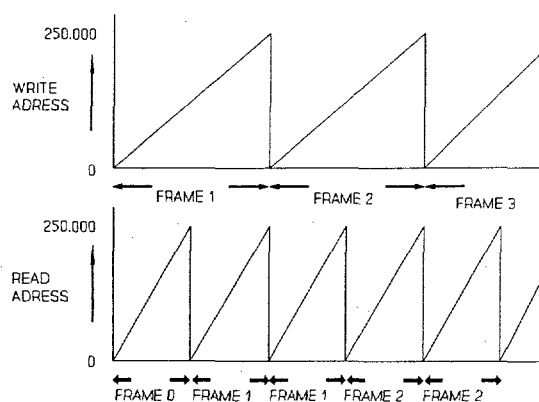 250.000
WRITE
ADRESS
0
FRAME 1 FRAME 2 FRAME 3
250.000
READ
ADRESS
0
FRAME 0 FRAME 1 FRAME 1 FRAME 2 FRAME 2